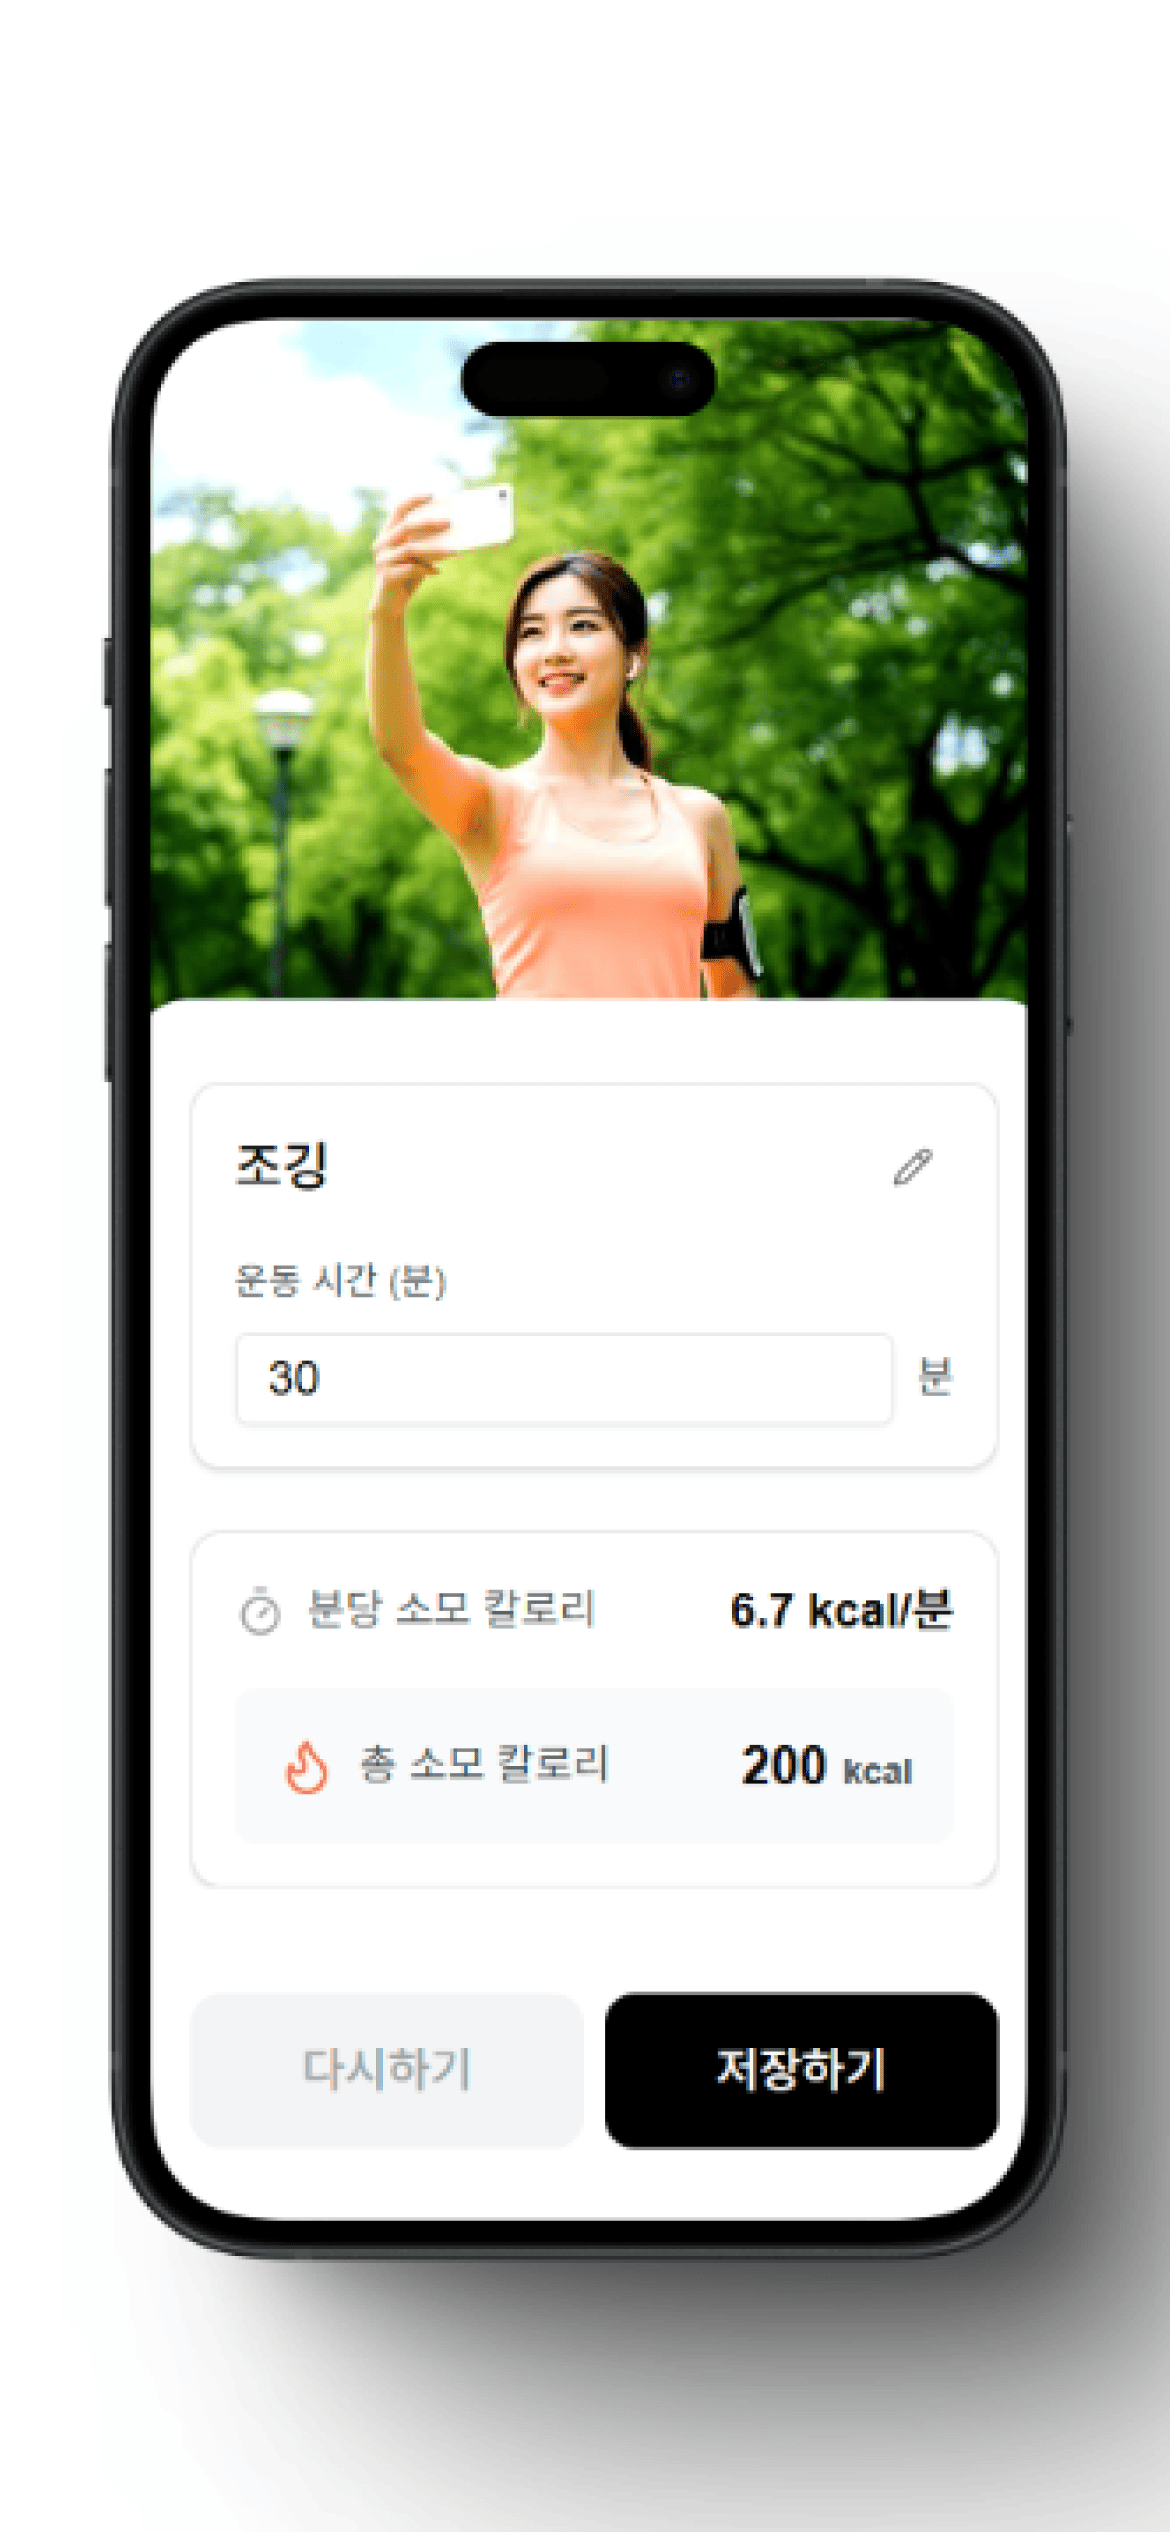 조깅
운동 시간 (분)
30 분
분당 소모 칼로리 6.7 kcal/분
총 소모 칼로리 200 kcal
다시하기 저장하기